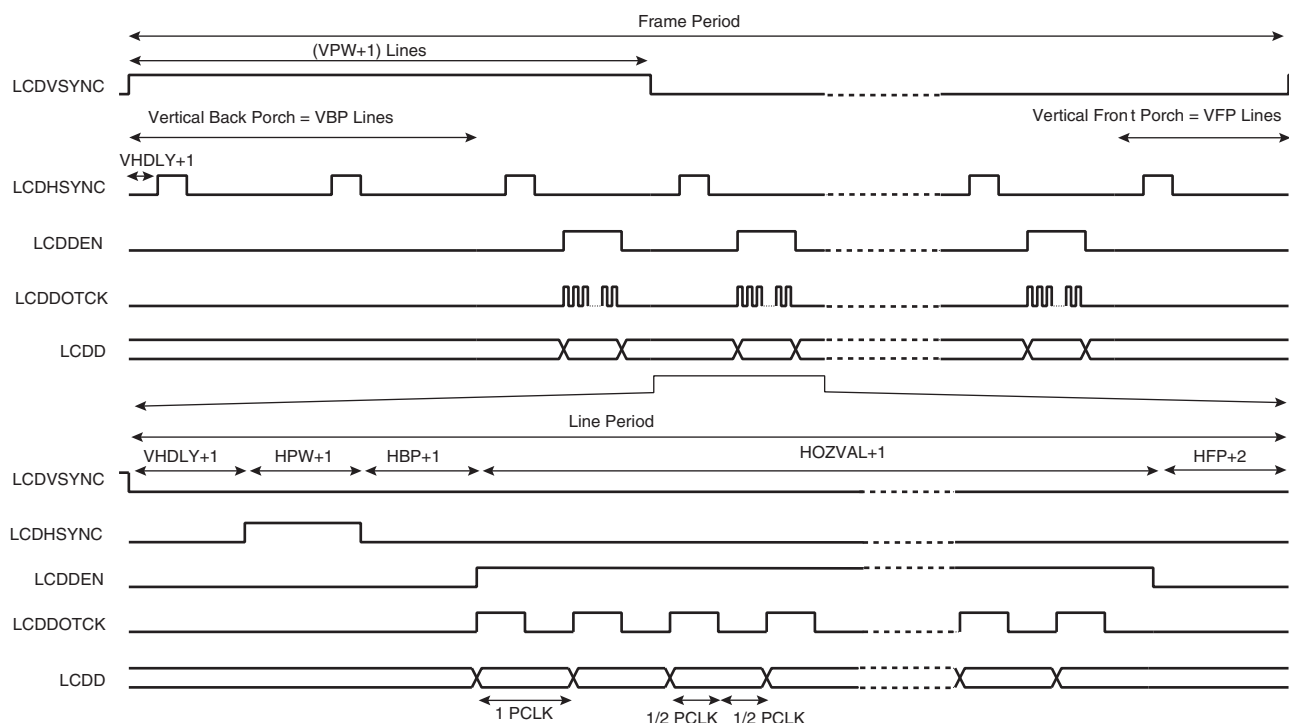 Frame Period
(VPW+1) Lines
LCDVSYNC
Vertical Back Porch = VBP Lines
Vertical Front Porch = VFP Lines
VHDLY+1
LCDHSYNC
LCDDEN
LCDDOTCK
LCDD
Line Period
VHDLY+1 HPW+1 HBP+1 HOZVAL+1 HFP+2
LCDVSYNC
LCDHSYNC
LCDDEN
LCDDOTCK
LCDD
1 PCLK 1/2 PCLK 1/2 PCLK